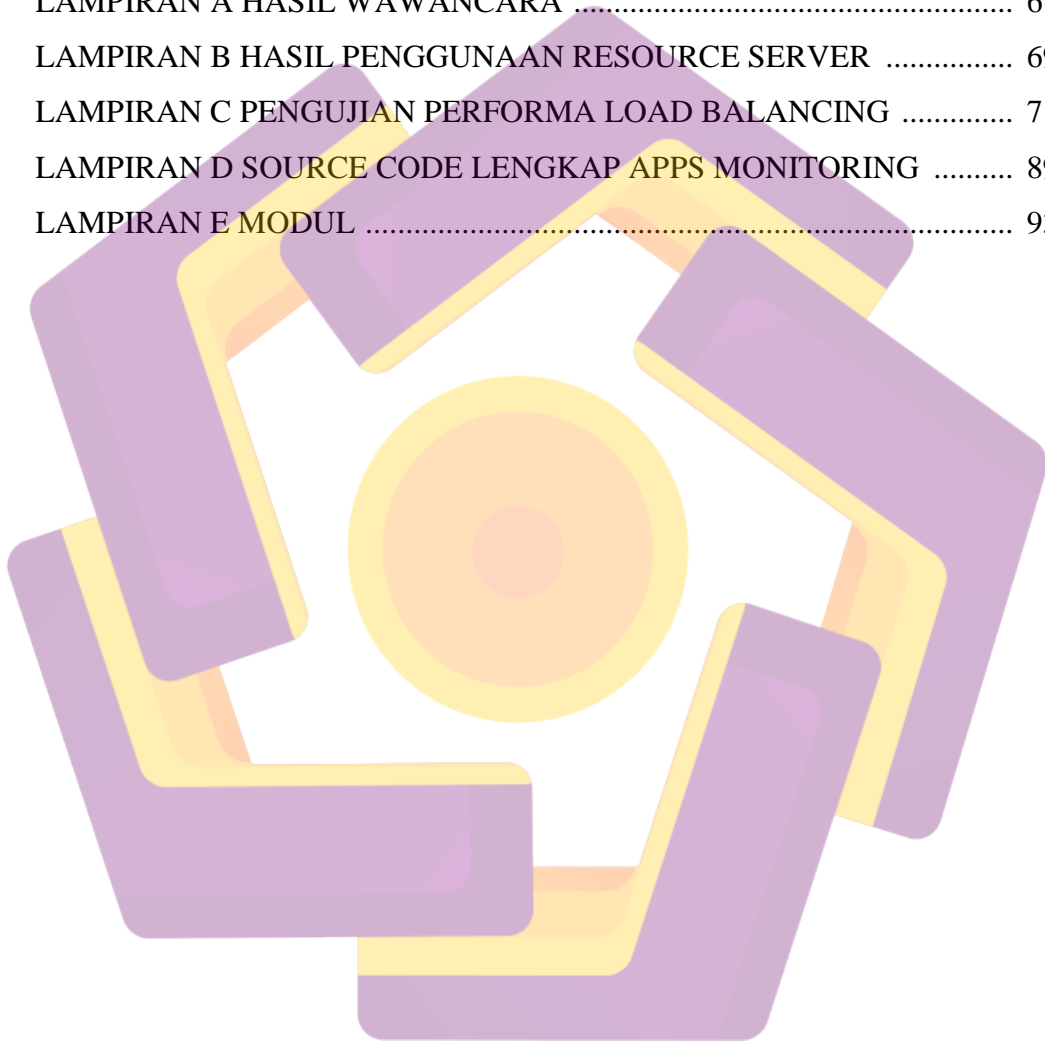 LAMPIRAN A HASIL WAWANCARA ............................................... 6
LAMPIRAN B HASIL PENGGUNAAN RESOURCE SERVER ................ 6
LAMPIRAN C PENGUJIAN PERFORMA LOAD BALANCING .............. 7
LAMPIRAN D SOURCE CODE LENGKAP APPS MONITORING .......... 8
LAMPIRAN E MODUL ...................................................................... 9